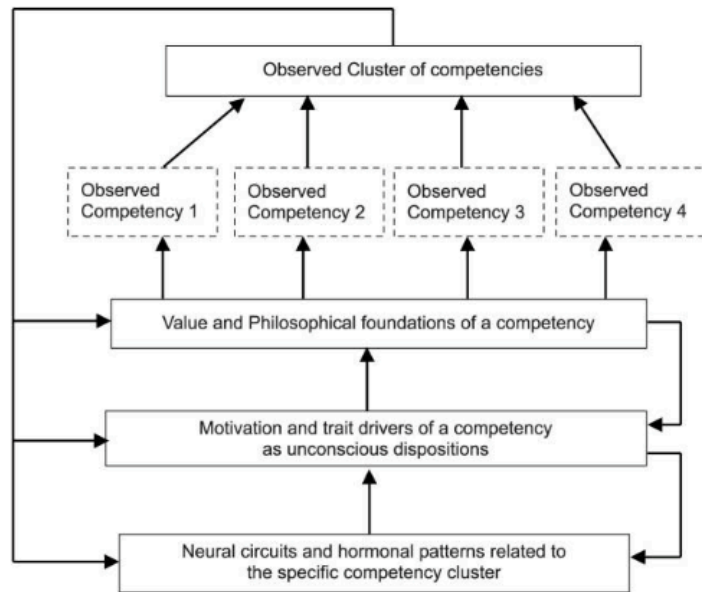 Observed Cluster of competencies
Observed
Competency 1
Observed
Competency 2
Observed
Competency 3
Observed
Competency 4
Value and Philosophical foundations of a competency
Motivation and trait drivers of a competency
as unconscious dispositions
Neural circuits and hormonal patterns related to
the specific competency cluster